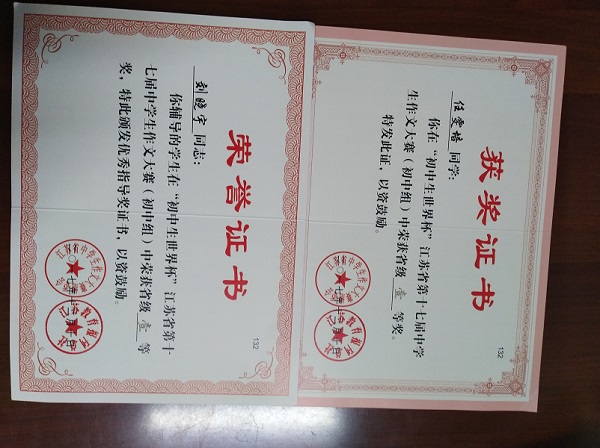 荣誉证书
刘晓宇 同志:
你辅导的学生在“初中生世界杯”江苏省第十
七届中学生作文大赛(初中组)中荣获省级 壹 等
奖,特此颁发优秀指导奖证书,以资鼓励。
132
获奖证书
同学:
你在“初中生世界杯”江苏省第十七届中学
生作文大赛(初中组)中荣获省级 壹 等奖。
特发此证,以资鼓励。
132